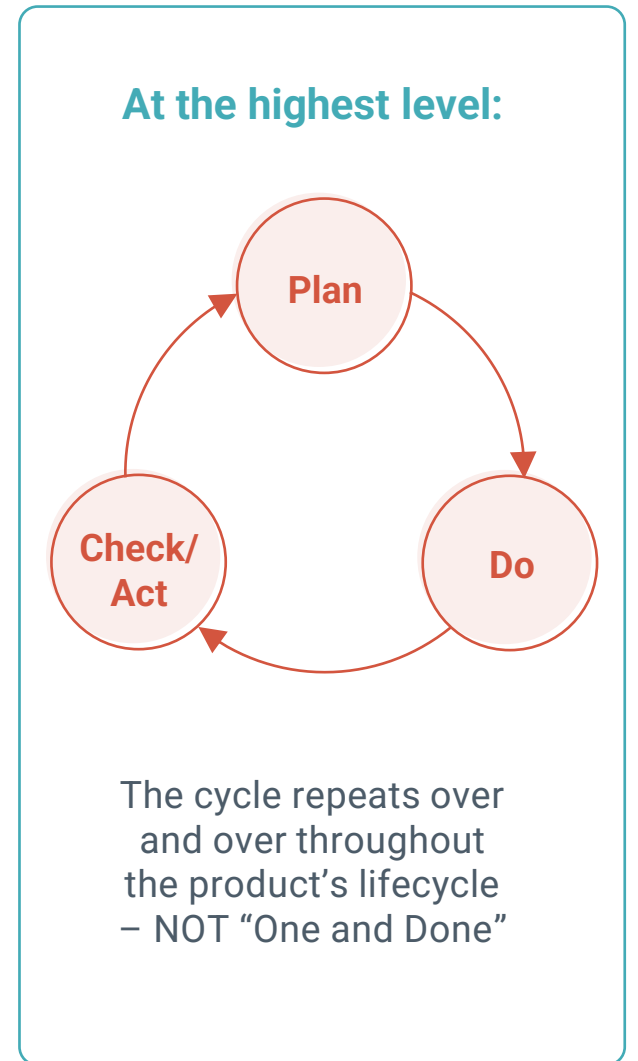 At the highest level:
Plan
Check/
Act
Do
The cycle repeats over
and over throughout
the product’s lifecycle
– NOT “One and Done”